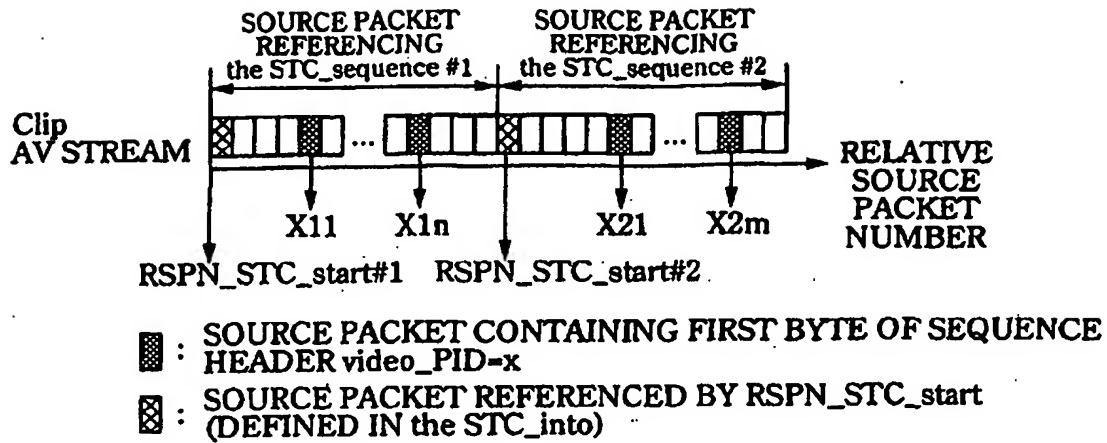 SOURCE PACKET
REFERENCING
the STC_sequence #1
SOURCE PACKET
REFERENCING
the STC_sequence #2
Clip
AV STREAM
...
...
RELATIVE
SOURCE
PACKET
NUMBER
X11
X1n
X21
X2m
RSPN_STC_start#1
RSPN_STC_start#2
: SOURCE PACKET CONTAINING FIRST BYTE OF SEQUENCE
HEADER video_PID=x
: SOURCE PACKET REFERENCED BY RSPN_STC_start
(DEFINED IN the STC_into)